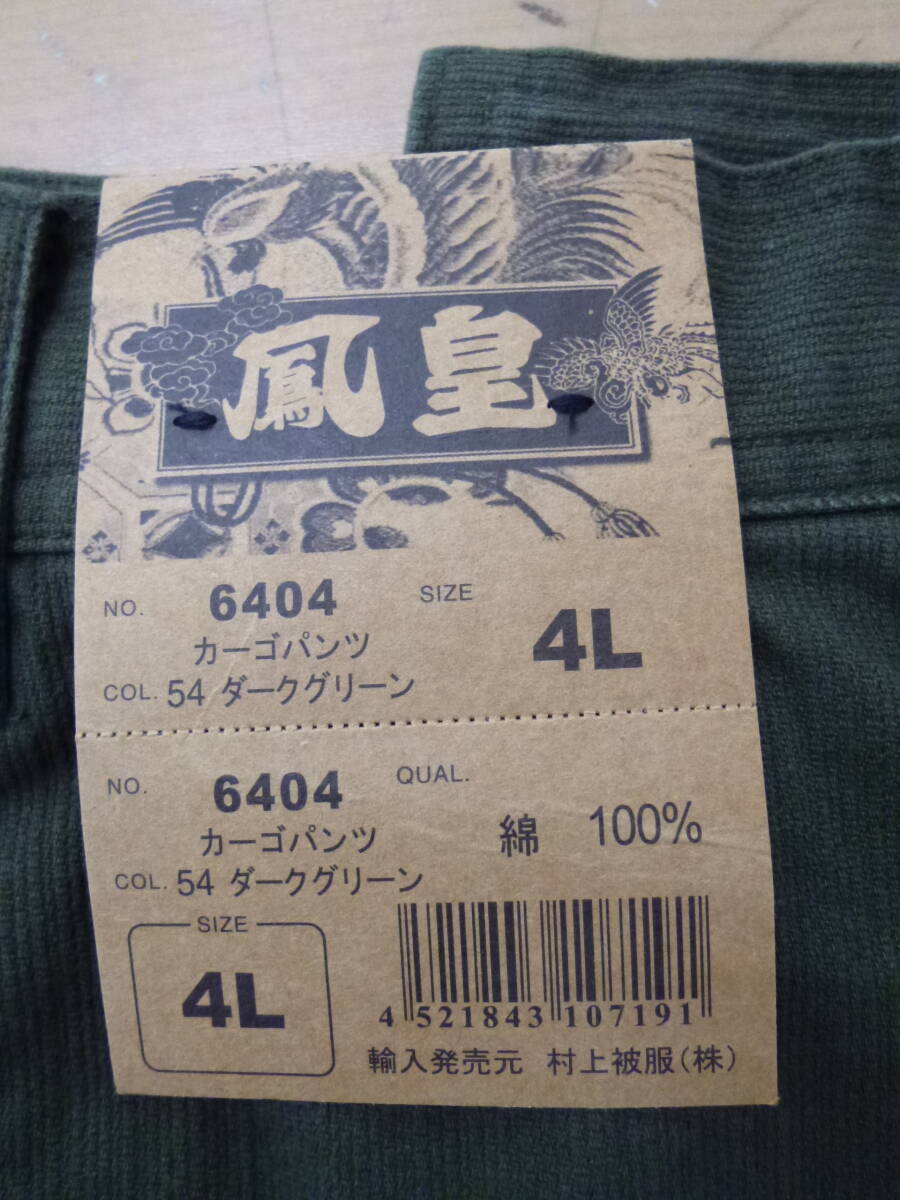 鳳皇
NO. 6404 SIZE 4L
カーゴパンツ
COL. 54 ダークグリーン
NO. 6404 QUAL.
カーゴパンツ 綿 100%
COL. 54 ダークグリーン
SIZE
4L
4 521843 107191
輸入発売元 村上被服(株)